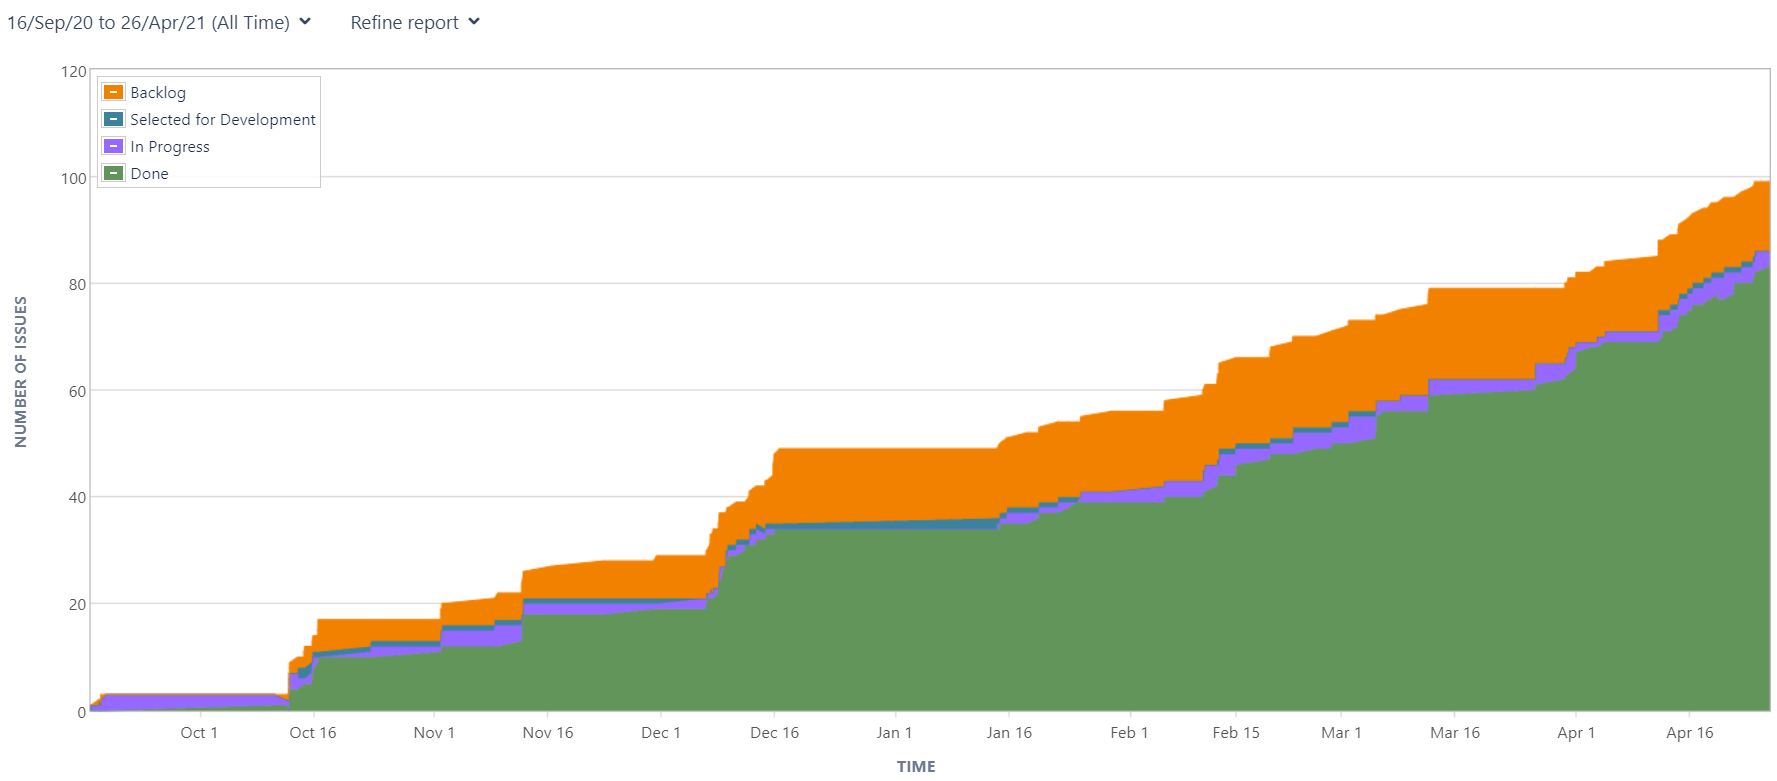 16/Sep/20 to 26/Apr/21 (All Time) Refine report
120
Backlog
Selected for Development
In Progress
Done
100
80
60
40
20
0
NUMBER OF ISSUES
Oct 1 Oct 16 Nov 1 Nov 16 Dec 1 Dec 16 Jan 1 Jan 16 Feb 1 Feb 15 Mar 1 Mar 16 Apr 1 Apr 16
TIME